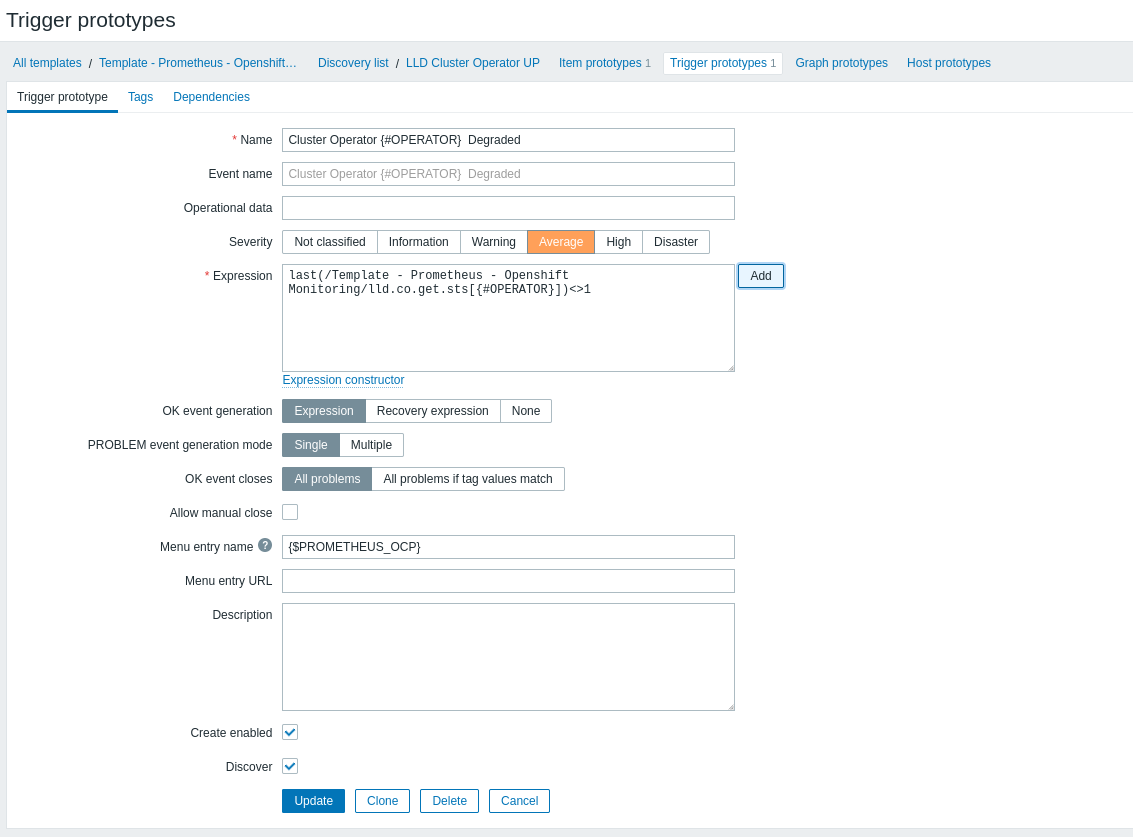 Trigger prototypes
All templates / Template - Prometheus - Openshift… Discovery list / LLD Cluster Operator UP Item prototypes 1 Trigger prototypes 1 Graph prototypes Host prototypes
Trigger prototype Tags Dependencies
* Name Cluster Operator {#OPERATOR}  Degraded
Event name Cluster Operator {#OPERATOR}  Degraded
Operational data
Severity Not classified Information Warning Average High Disaster
* Expression last(/Template - Prometheus - Openshift Add
Monitoring/lld.co.get.sts[{#OPERATOR}])<>1
Expression constructor
OK event generation Expression Recovery expression None
PROBLEM event generation mode Single Multiple
OK event closes All problems All problems if tag values match
Allow manual close
Menu entry name ? {$PROMETHEUS_OCP}
Menu entry URL
Description
Create enabled
Discover
Update Clone Delete Cancel